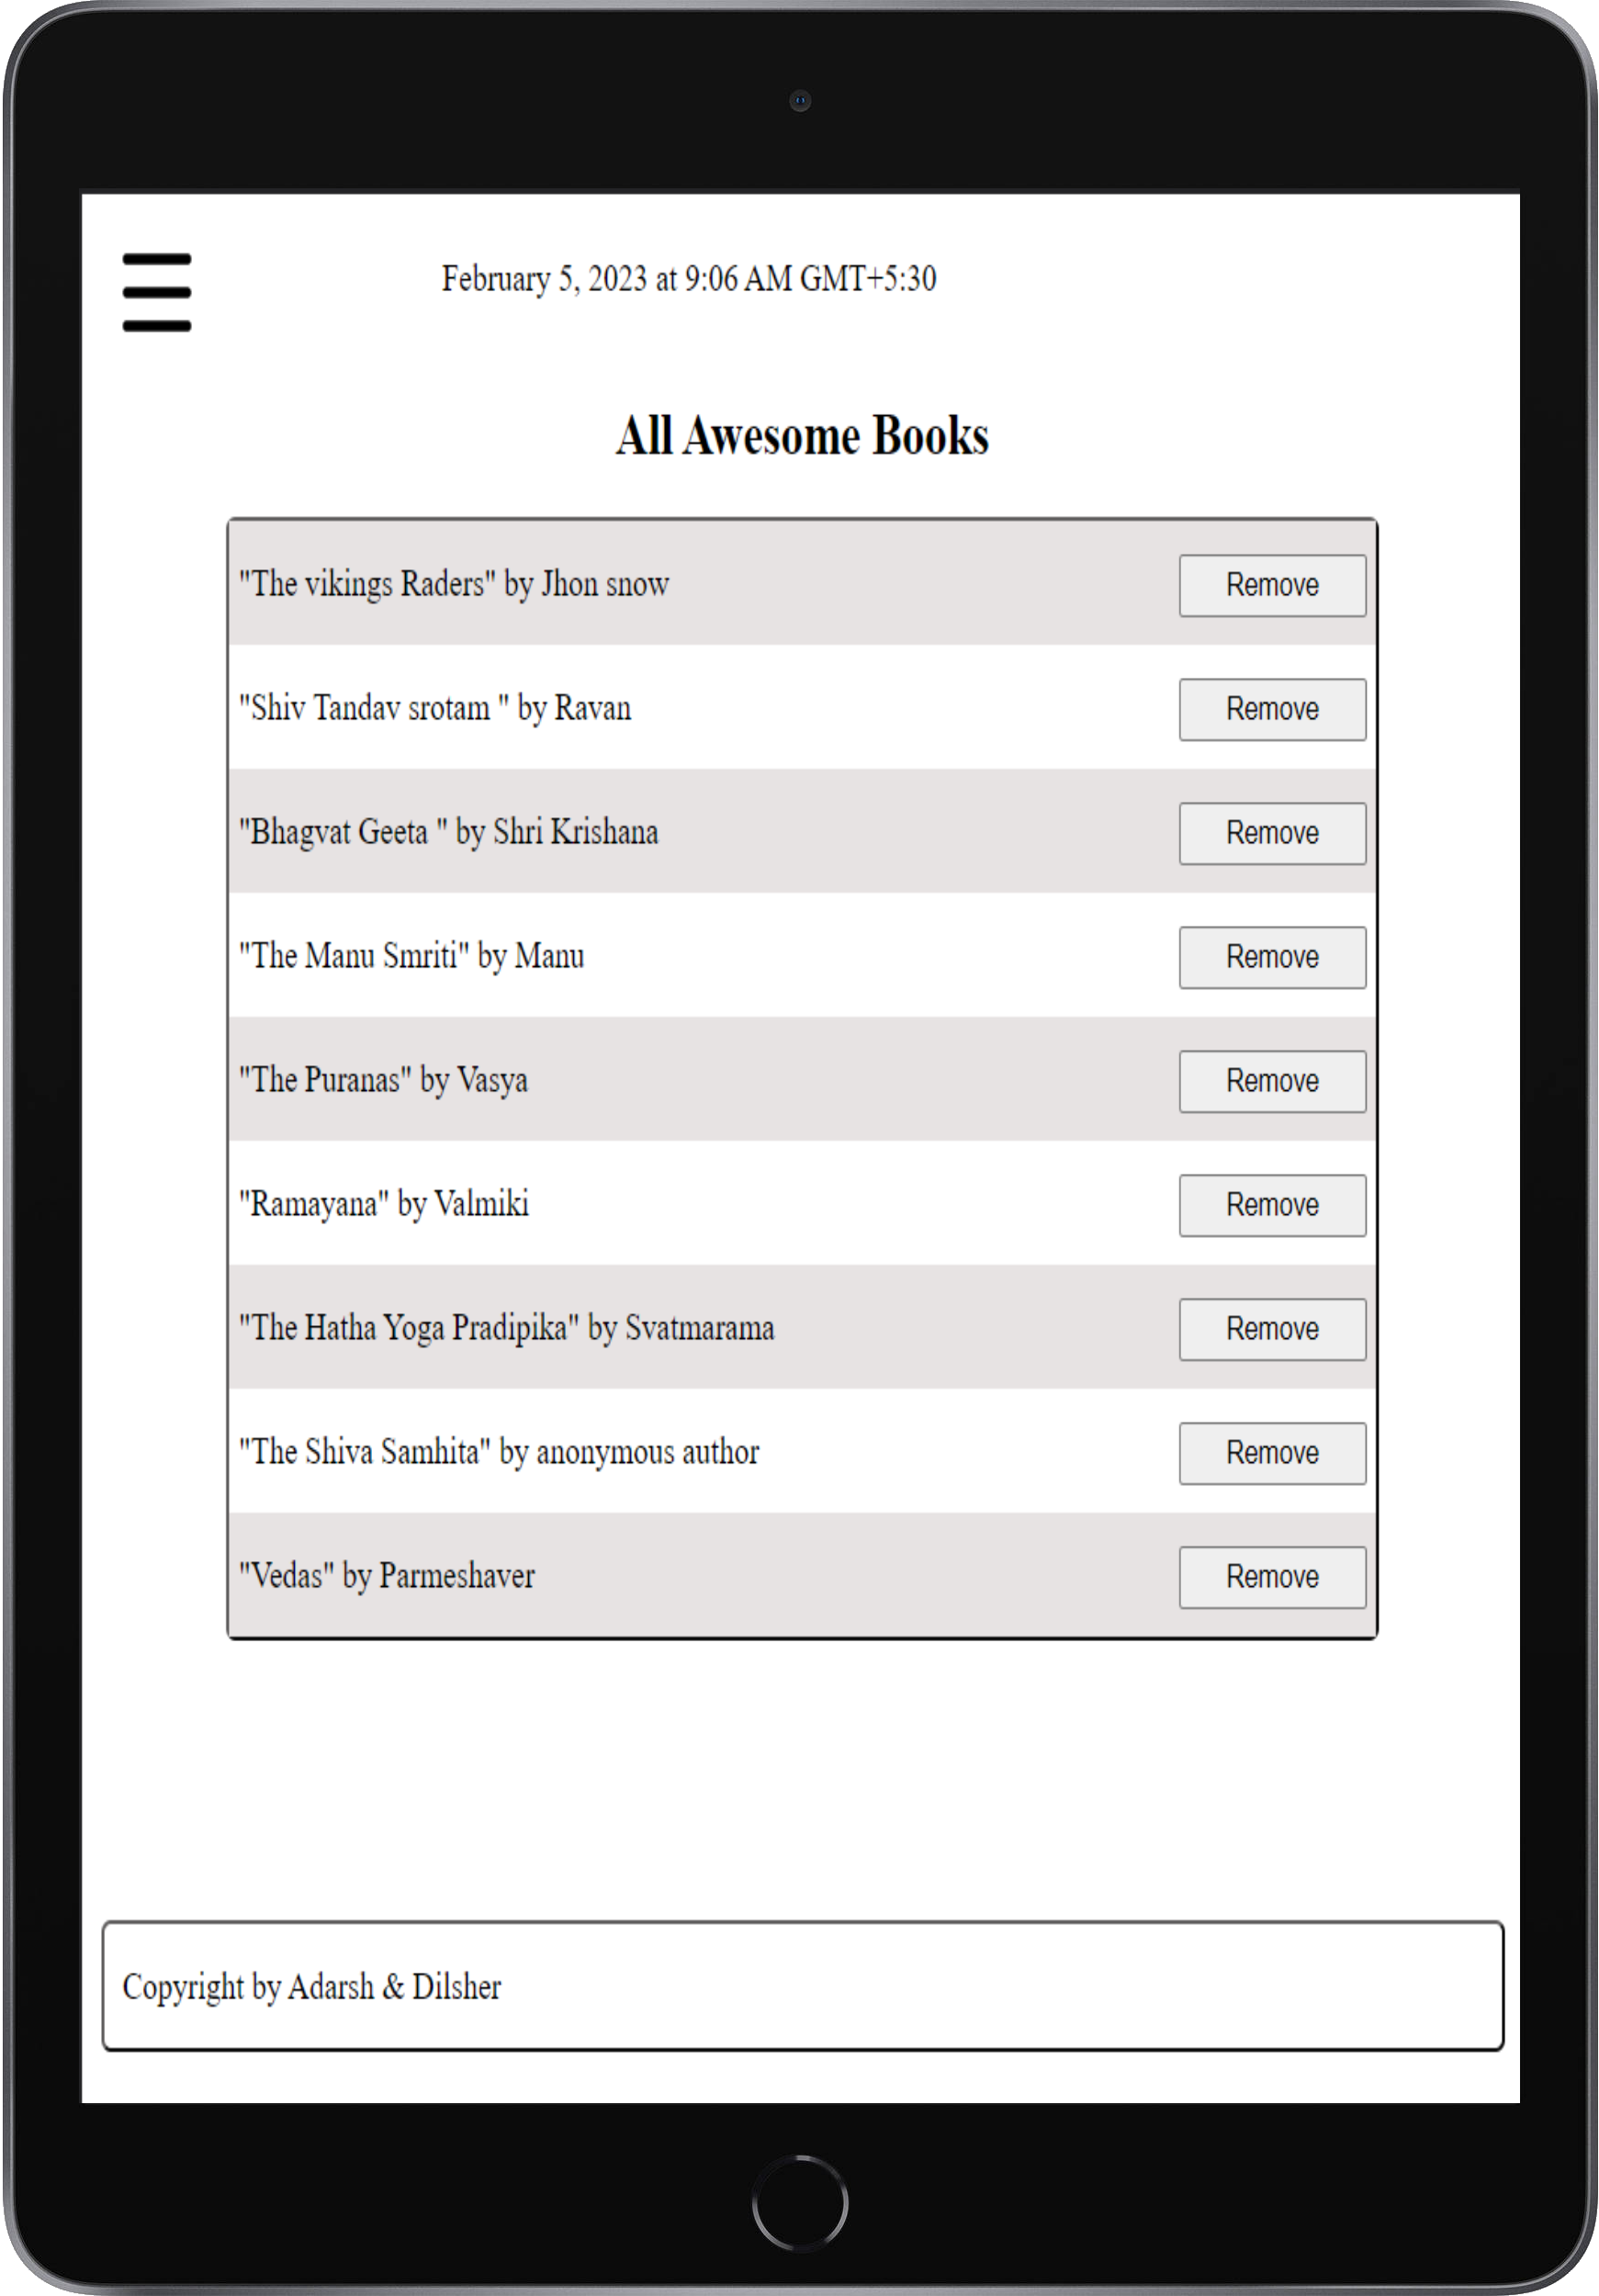 February 5, 2023 at 9:06 AM GMT+5:30
All Awesome Books
"The vikings Raders" by Jhon snow
Remove
"Shiv Tandav srotam " by Ravan
Remove
"Bhagvat Geeta " by Shri Krishana
Remove
"The Manu Smriti" by Manu
Remove
"The Puranas" by Vasya
Remove
"Ramayana" by Valmiki
Remove
"The Hatha Yoga Pradipika" by Svatmarama
Remove
"The Shiva Samhita" by anonymous author
Remove
"Vedas" by Parmeshaver
Remove
Copyright by Adarsh & Dilsher